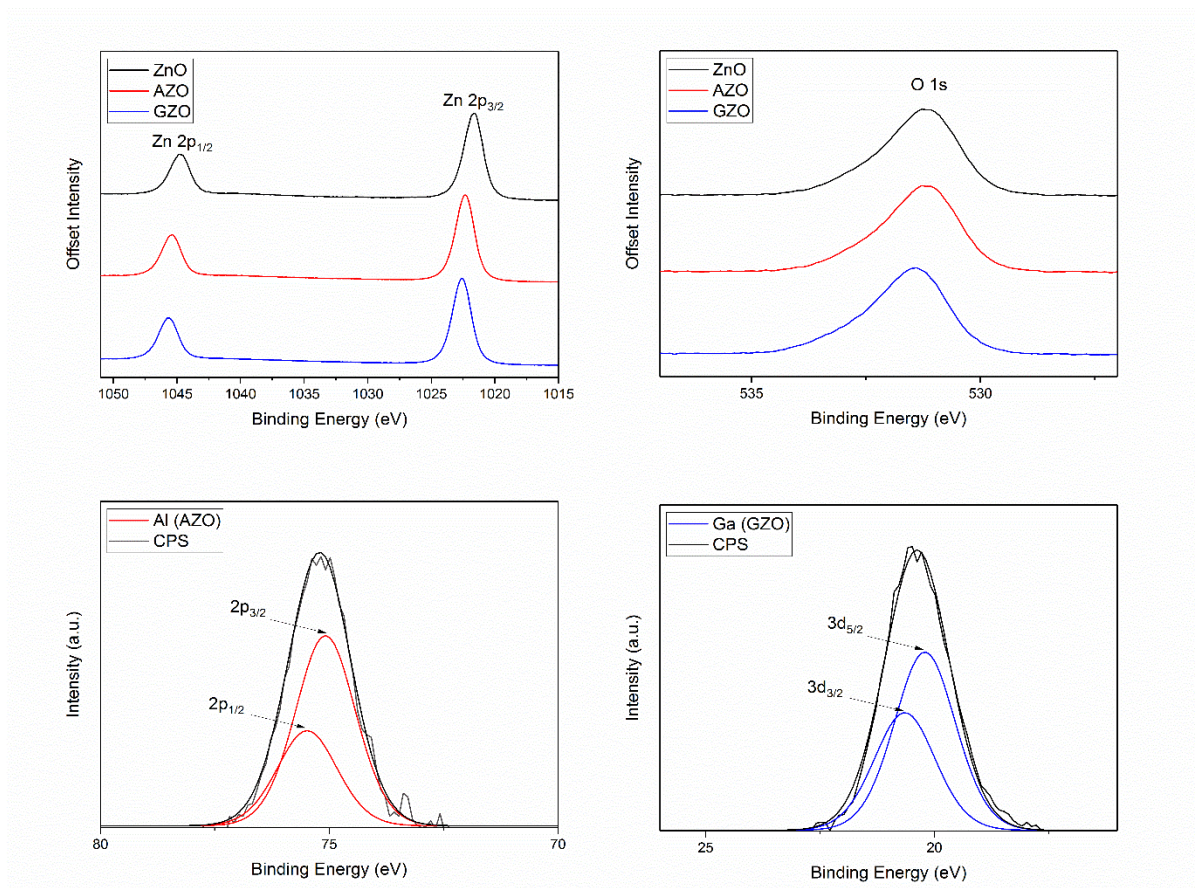 ZnO
AZO
GZO
Zn 2p1/2
Zn 2p3/2
Offset Intensity
1050 1045 1040 1035 1030 1025 1020 1015
Binding Energy (eV)
ZnO
AZO
GZO
O 1s
Offset Intensity
535 530
Binding Energy (eV)
Al (AZO)
CPS
2p3/2
2p1/2
Intensity (a.u.)
80 75 70
Binding Energy (eV)
Ga (GZO)
CPS
3d5/2
3d3/2
Intensity (a.u.)
25 20
Binding Energy (eV)